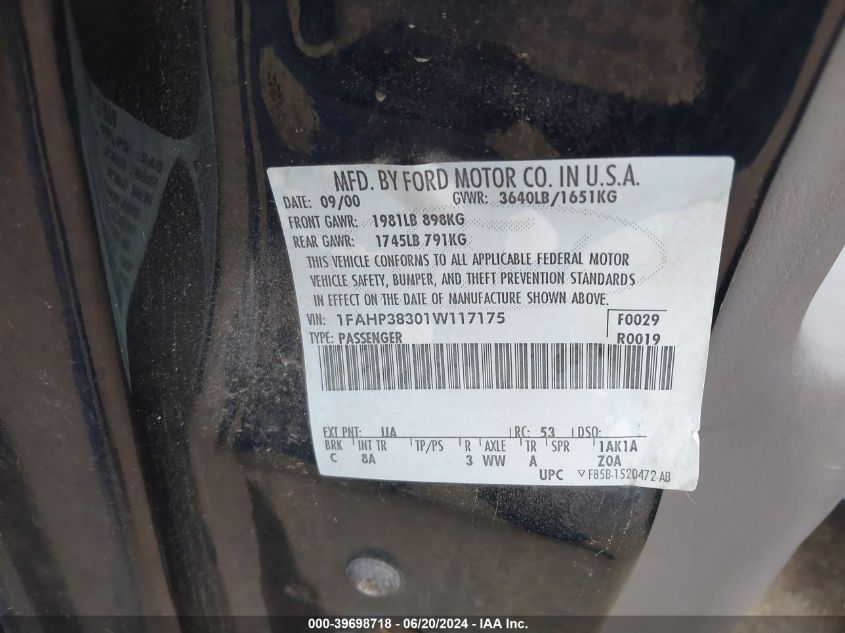 MFD. BY FORD MOTOR CO. IN U.S.A.
DATE: 09/00 GVWR: 3640LB/1651KG
FRONT GAWR: 1981LB 898KG
REAR GAWR: 1745LB 791KG
THIS VEHICLE CONFORMS TO ALL APPLICABLE FEDERAL MOTOR
VEHICLE SAFETY, BUMPER, AND THEFT PREVENTION STANDARDS
IN EFFECT ON THE DATE OF MANUFACTURE SHOWN ABOVE.
VIN: 1FAHP38301W117175 F0029
TYPE: PASSENGER R0019
EXT PNT: UA RC: 53 DSO:
BRK INT TR TP/PS R AXLE TR SPR 1AK1A
C 8A 3 WW A Z0A
UPC F85B-1520472-AB
000-39698718 - 06/20/2024 - IAA Inc.